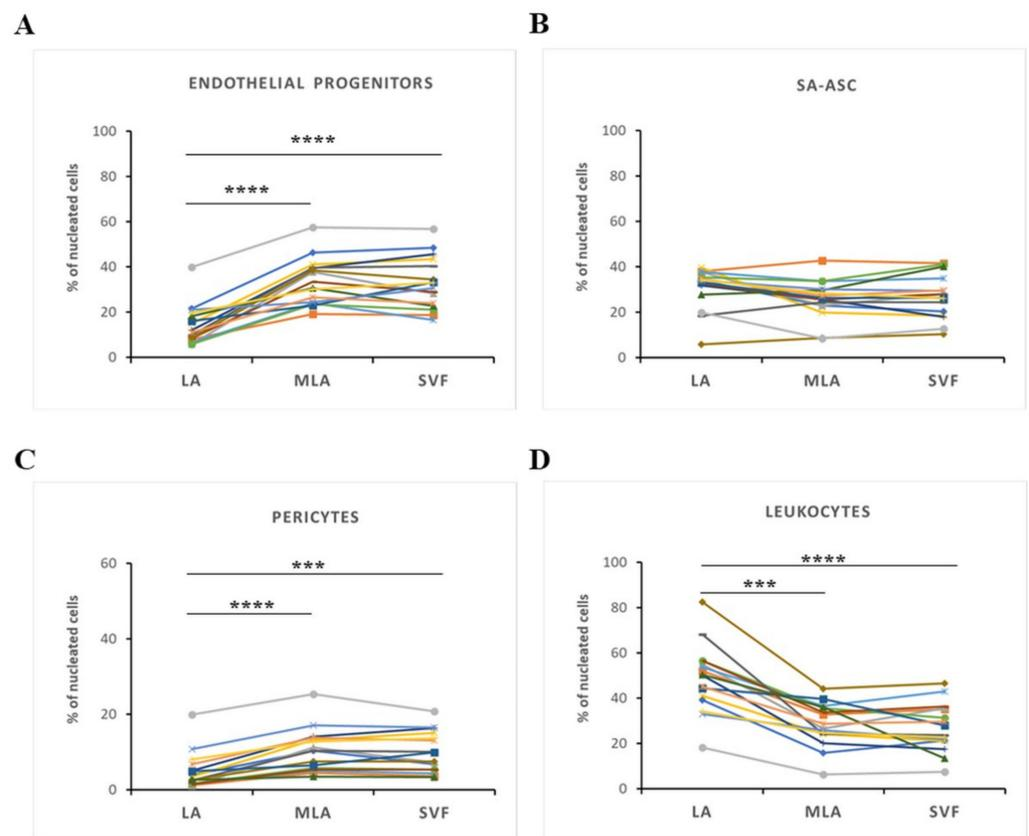 A
ENDOTHELIAL PROGENITORS
% of nucleated cells
100
80
60
40
20
0
****
****
LA MLA SVF
B
SA-ASC
% of nucleated cells
100
80
60
40
20
0
LA MLA SVF
C
PERICYTES
% of nucleated cells
60
40
20
0
***
****
LA MLA SVF
D
LEUKOCYTES
% of nucleated cells
100
80
60
40
20
0
****
***
LA MLA SVF